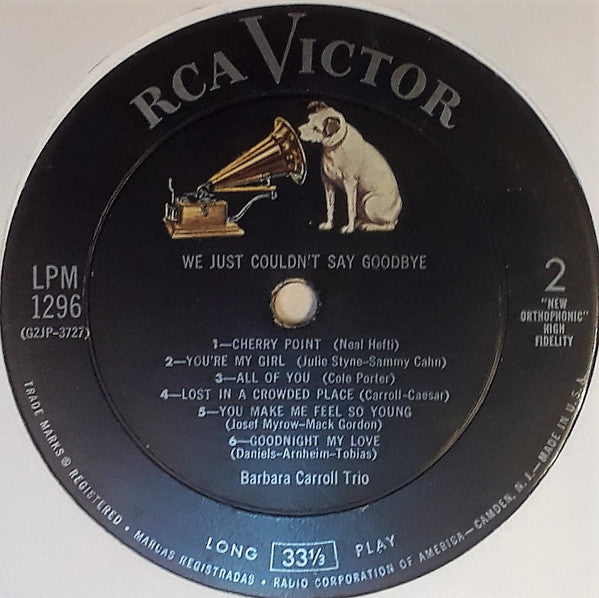 RCA VICTOR
WE JUST COULDN'T SAY GOODBYE
LPM
1296
(G2JP-3727)
2
"NEW
ORTHOPHONIC"
HIGH
FIDELITY
1—CHERRY POINT (Neal Hefti)
2—YOU'RE MY GIRL (Julie Styne-Sammy Cahn)
3—ALL OF YOU (Cole Porter)
4—LOST IN A CROWDED PLACE (Carroll-Caesar)
5—YOU MAKE ME FEEL SO YOUNG
(Josef Myrow-Mack Gordon)
6—GOODNIGHT MY LOVE
(Daniels-Arnheim-Tobias)
Barbara Carroll Trio
LONG 33⅓ PLAY
TRADE MARKS ® REGISTERED • MARCAS REGISTRADAS • RADIO CORPORATION OF AMERICA—CAMDEN, N. J.—MADE IN U.S.A.